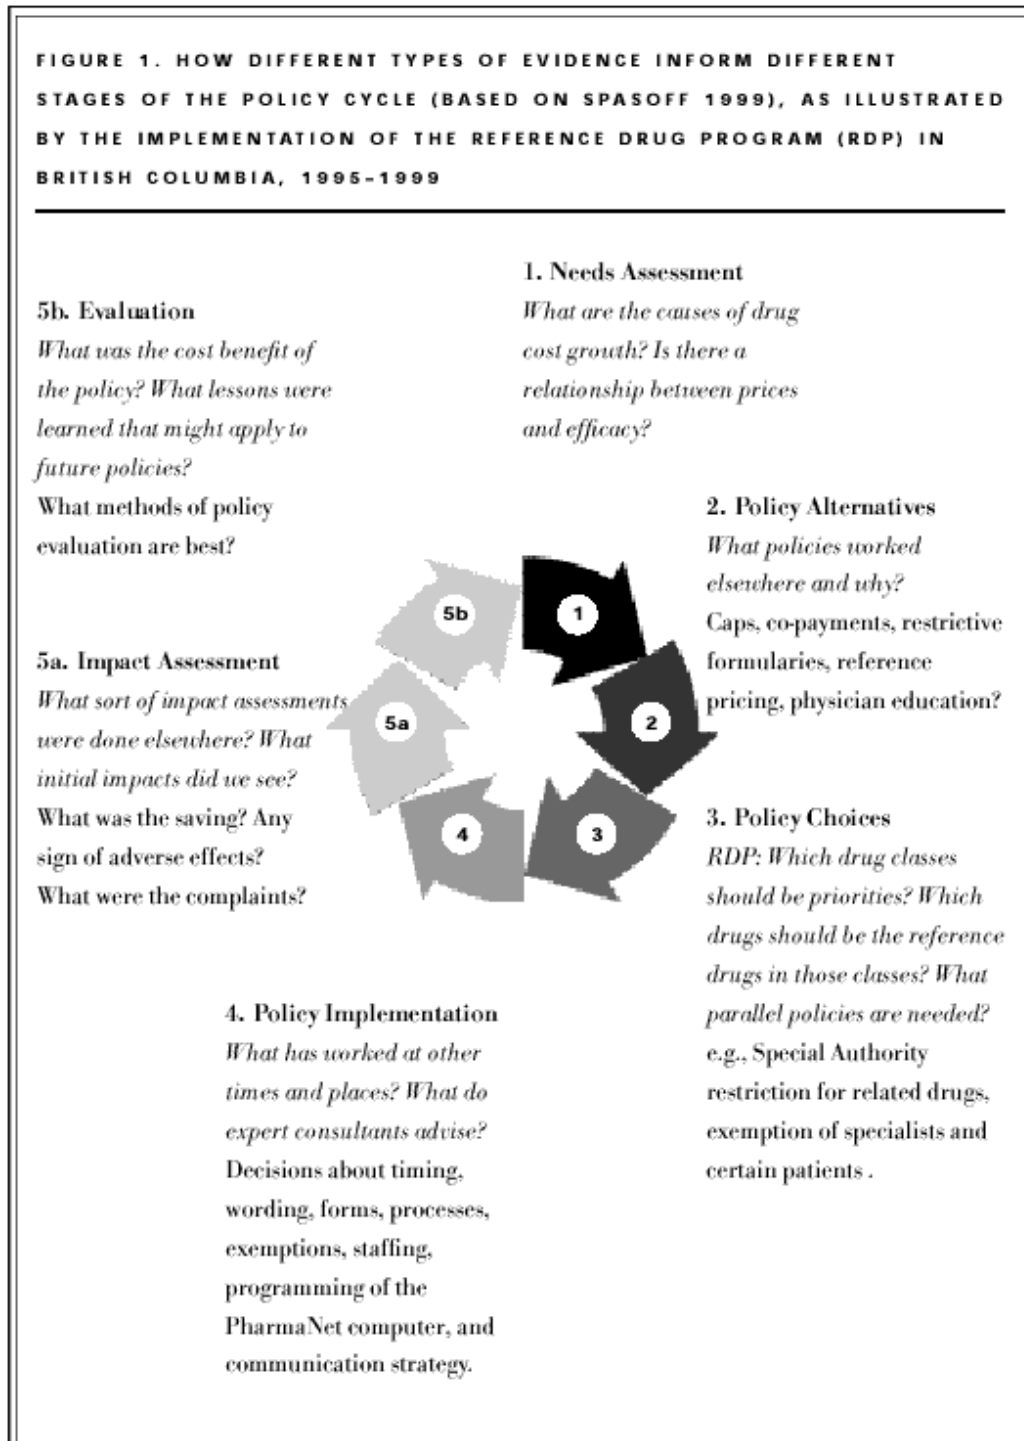 FIGURE 1. HOW DIFFERENT TYPES OF EVIDENCE INFORM DIFFERENT
STAGES OF THE POLICY CYCLE (BASED ON SPASOFF 1999), AS ILLUSTRATED
BY THE IMPLEMENTATION OF THE REFERENCE DRUG PROGRAM (RDP) IN
BRITISH COLUMBIA, 1995–1999
1. Needs Assessment
What are the causes of drug
cost growth? Is there a
relationship between prices
and efficacy?
2. Policy Alternatives
What policies worked
elsewhere and why?
Caps, co-payments, restrictive
formularies, reference
pricing, physician education?
3. Policy Choices
RDP: Which drug classes
should be priorities? Which
drugs should be the reference
drugs in those classes? What
parallel policies are needed?
e.g., Special Authority
restriction for related drugs,
exemption of specialists and
certain patients .
4. Policy Implementation
What has worked at other
times and places? What do
expert consultants advise?
Decisions about timing,
wording, forms, processes,
exemptions, staffing,
programming of the
PharmaNet computer, and
communication strategy.
5a. Impact Assessment
What sort of impact assessments
were done elsewhere? What
initial impacts did we see?
What was the saving? Any
sign of adverse effects?
What were the complaints?
5b. Evaluation
What was the cost benefit of
the policy? What lessons were
learned that might apply to
future policies?
What methods of policy
evaluation are best?
1
2
3
4
5a
5b